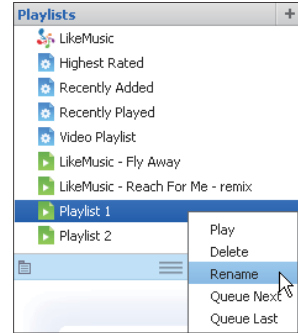 Playlists +
LikeMusic
Highest Rated
Recently Added
Recently Played
Video Playlist
LikeMusic - Fly Away
LikeMusic - Reach For Me - remix
Playlist 1
Playlist 2
Play
Delete
Rename
Queue Next
Queue Last